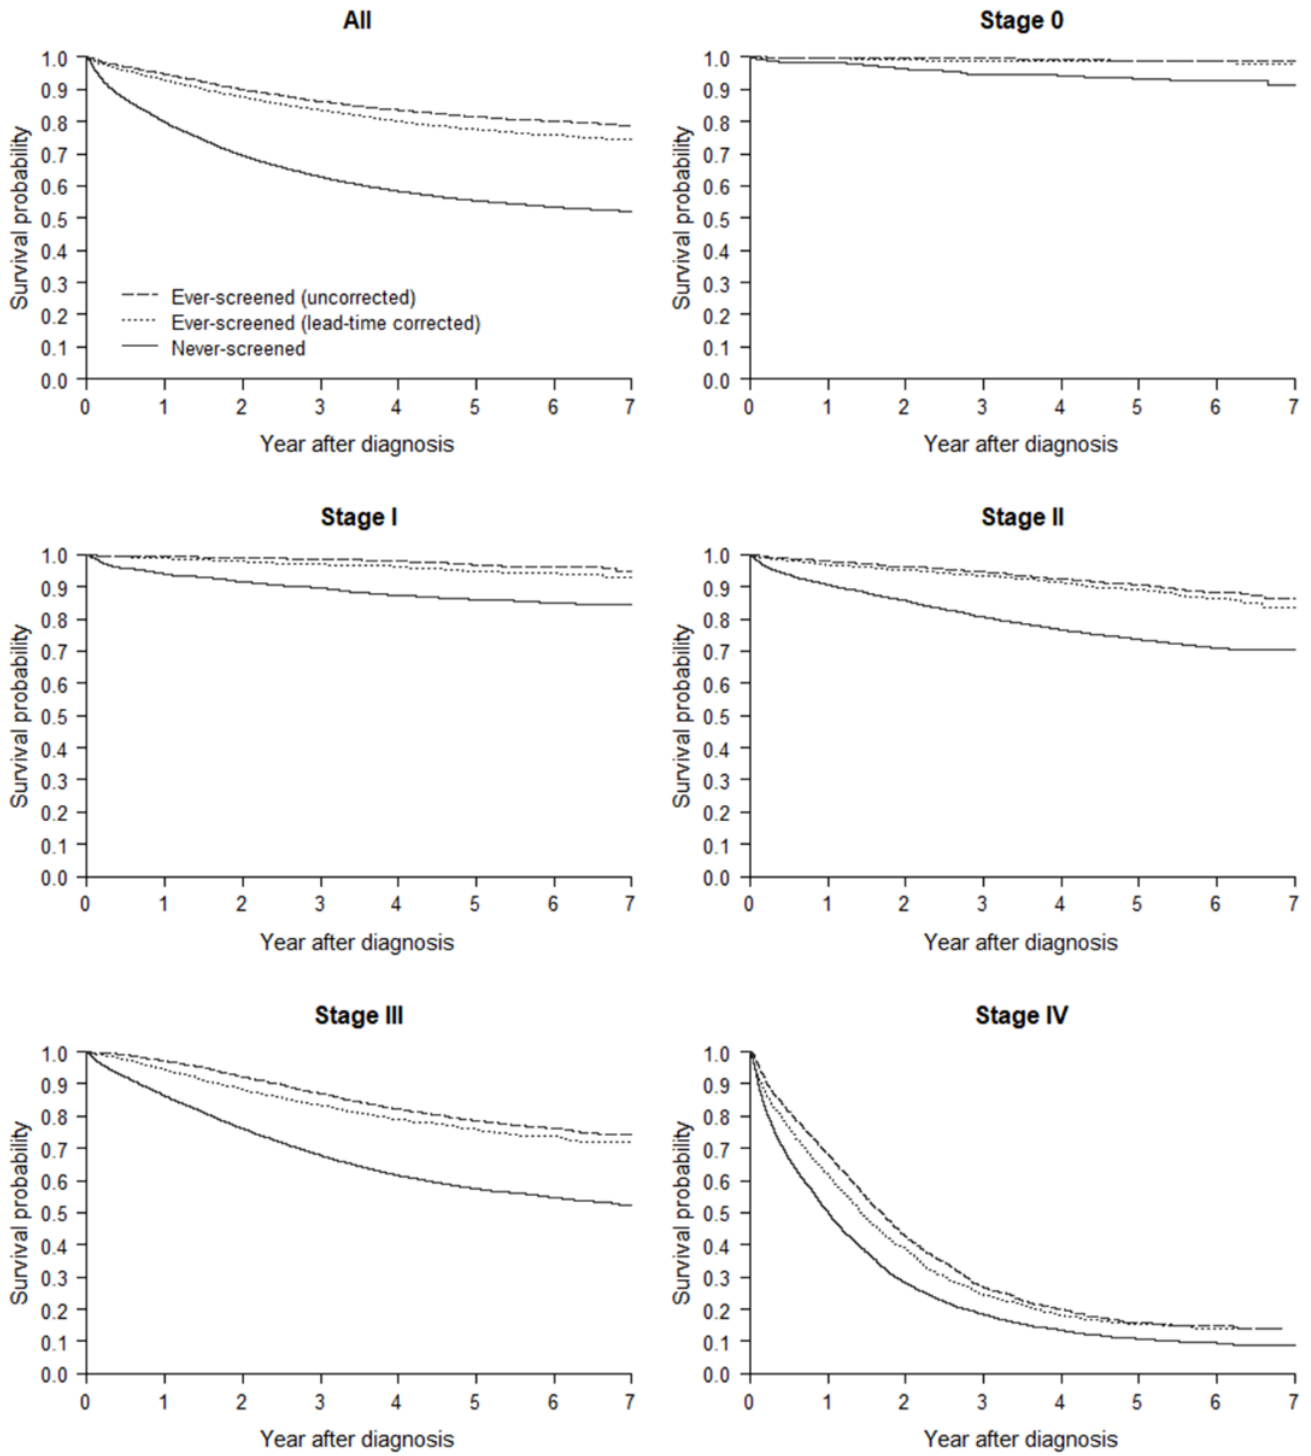 All
Survival probability
1.0
0.9
0.8
0.7
0.6
0.5
0.4
0.3
0.2
0.1
0.0
Ever-screened (uncorrected)
Ever-screened (lead-time corrected)
Never-screened
0 1 2 3 4 5 6 7
Year after diagnosis
Stage 0
Survival probability
1.0
0.9
0.8
0.7
0.6
0.5
0.4
0.3
0.2
0.1
0.0
0 1 2 3 4 5 6 7
Year after diagnosis
Stage I
Survival probability
1.0
0.9
0.8
0.7
0.6
0.5
0.4
0.3
0.2
0.1
0.0
0 1 2 3 4 5 6 7
Year after diagnosis
Stage II
Survival probability
1.0
0.9
0.8
0.7
0.6
0.5
0.4
0.3
0.2
0.1
0.0
0 1 2 3 4 5 6 7
Year after diagnosis
Stage III
Survival probability
1.0
0.9
0.8
0.7
0.6
0.5
0.4
0.3
0.2
0.1
0.0
0 1 2 3 4 5 6 7
Year after diagnosis
Stage IV
Survival probability
1.0
0.9
0.8
0.7
0.6
0.5
0.4
0.3
0.2
0.1
0.0
0 1 2 3 4 5 6 7
Year after diagnosis